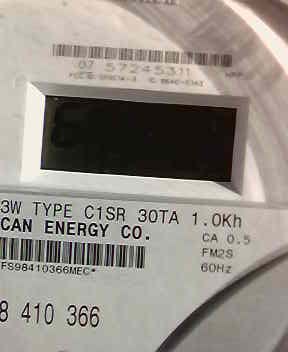 07 57245311
3W TYPE C1SR 30TA 1.0Kh
CAN ENERGY CO.
CA 0.5
FM2S
60Hz
FS98410366MEC*
8 410 366